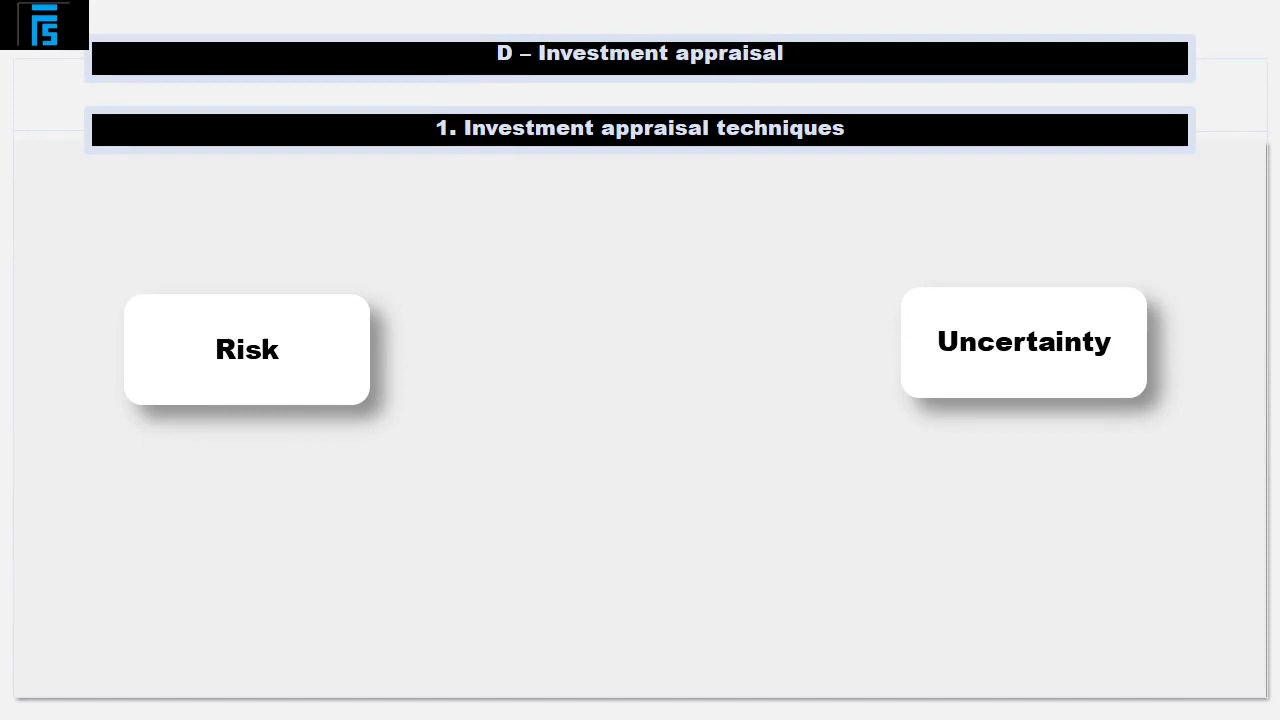 D – Investment appraisal
1. Investment appraisal techniques
Risk
Uncertainty